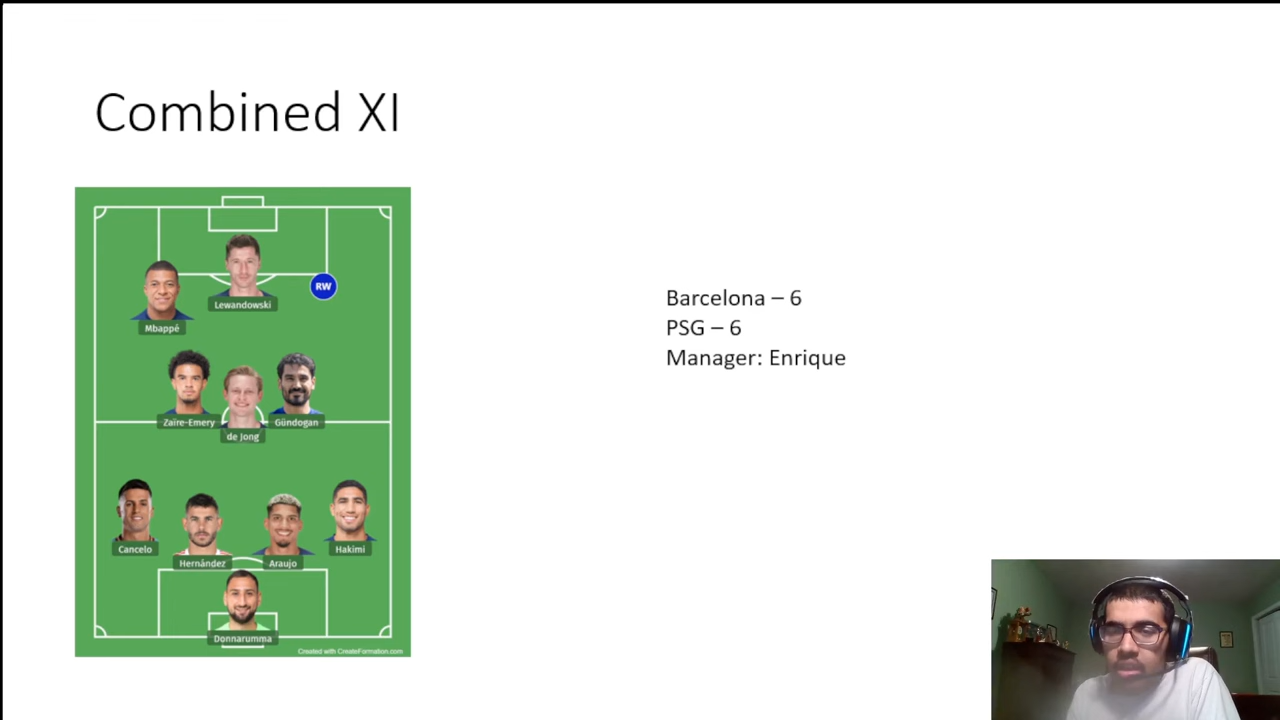 Combined XI
RW
Lewandowski
Mbappé
Zaïre-Emery
Gündogan
de Jong
Cancelo
Hernández
Araujo
Hakimi
Donnarumma
Created with CreateFormation.com
Barcelona – 6
PSG – 6
Manager: Enrique